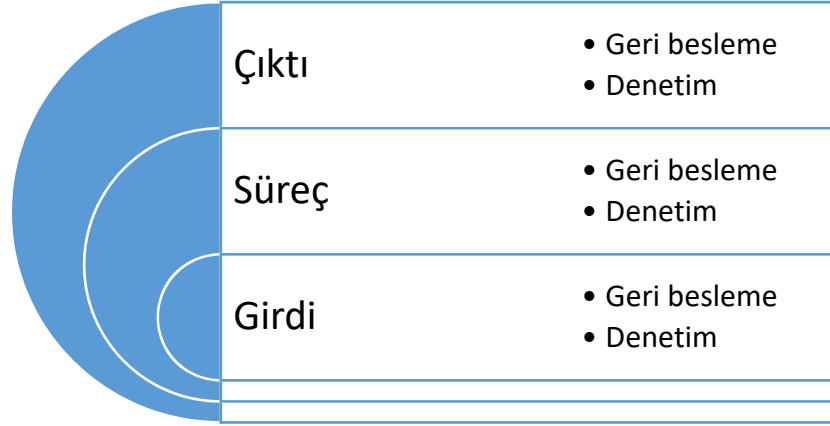 Çıktı
• Geri besleme
• Denetim
Süreç
• Geri besleme
• Denetim
Girdi
• Geri besleme
• Denetim